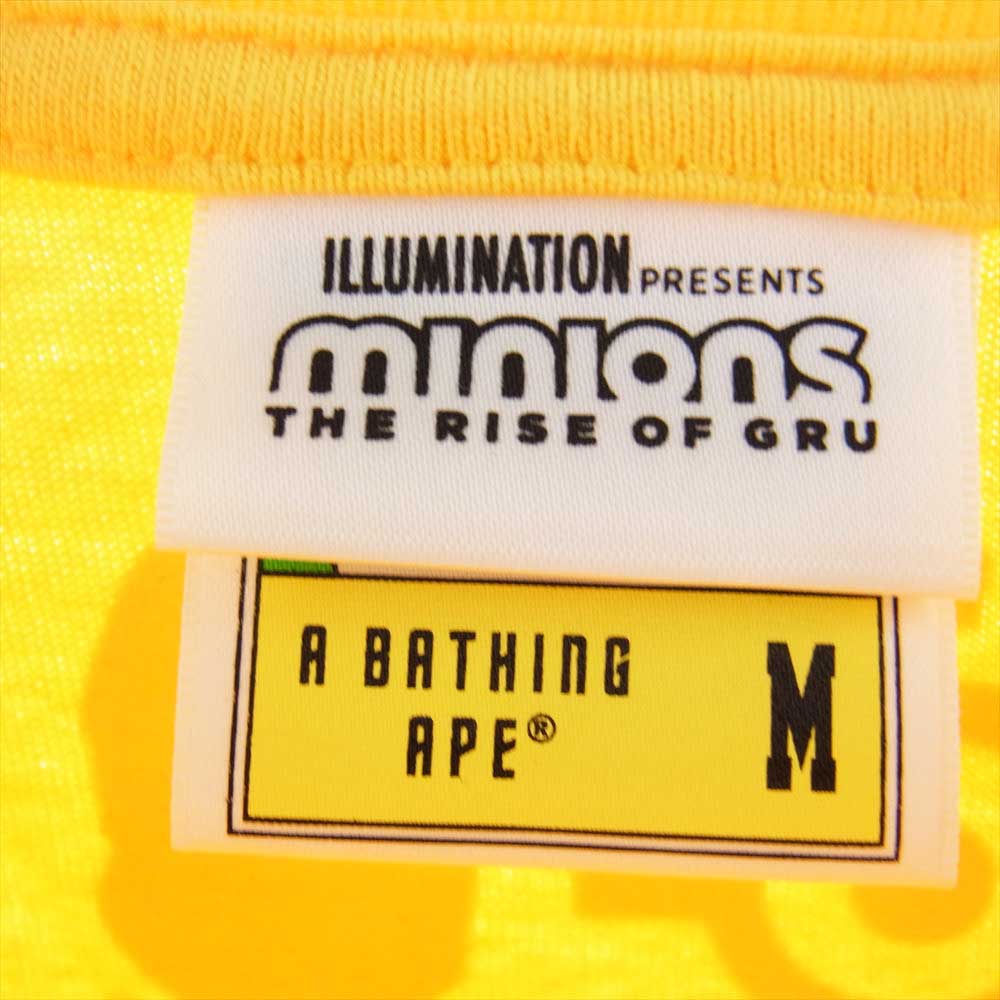 ILLUMINATION PRESENTS
minions
THE RISE OF GRU
A BATHING
APE®
M